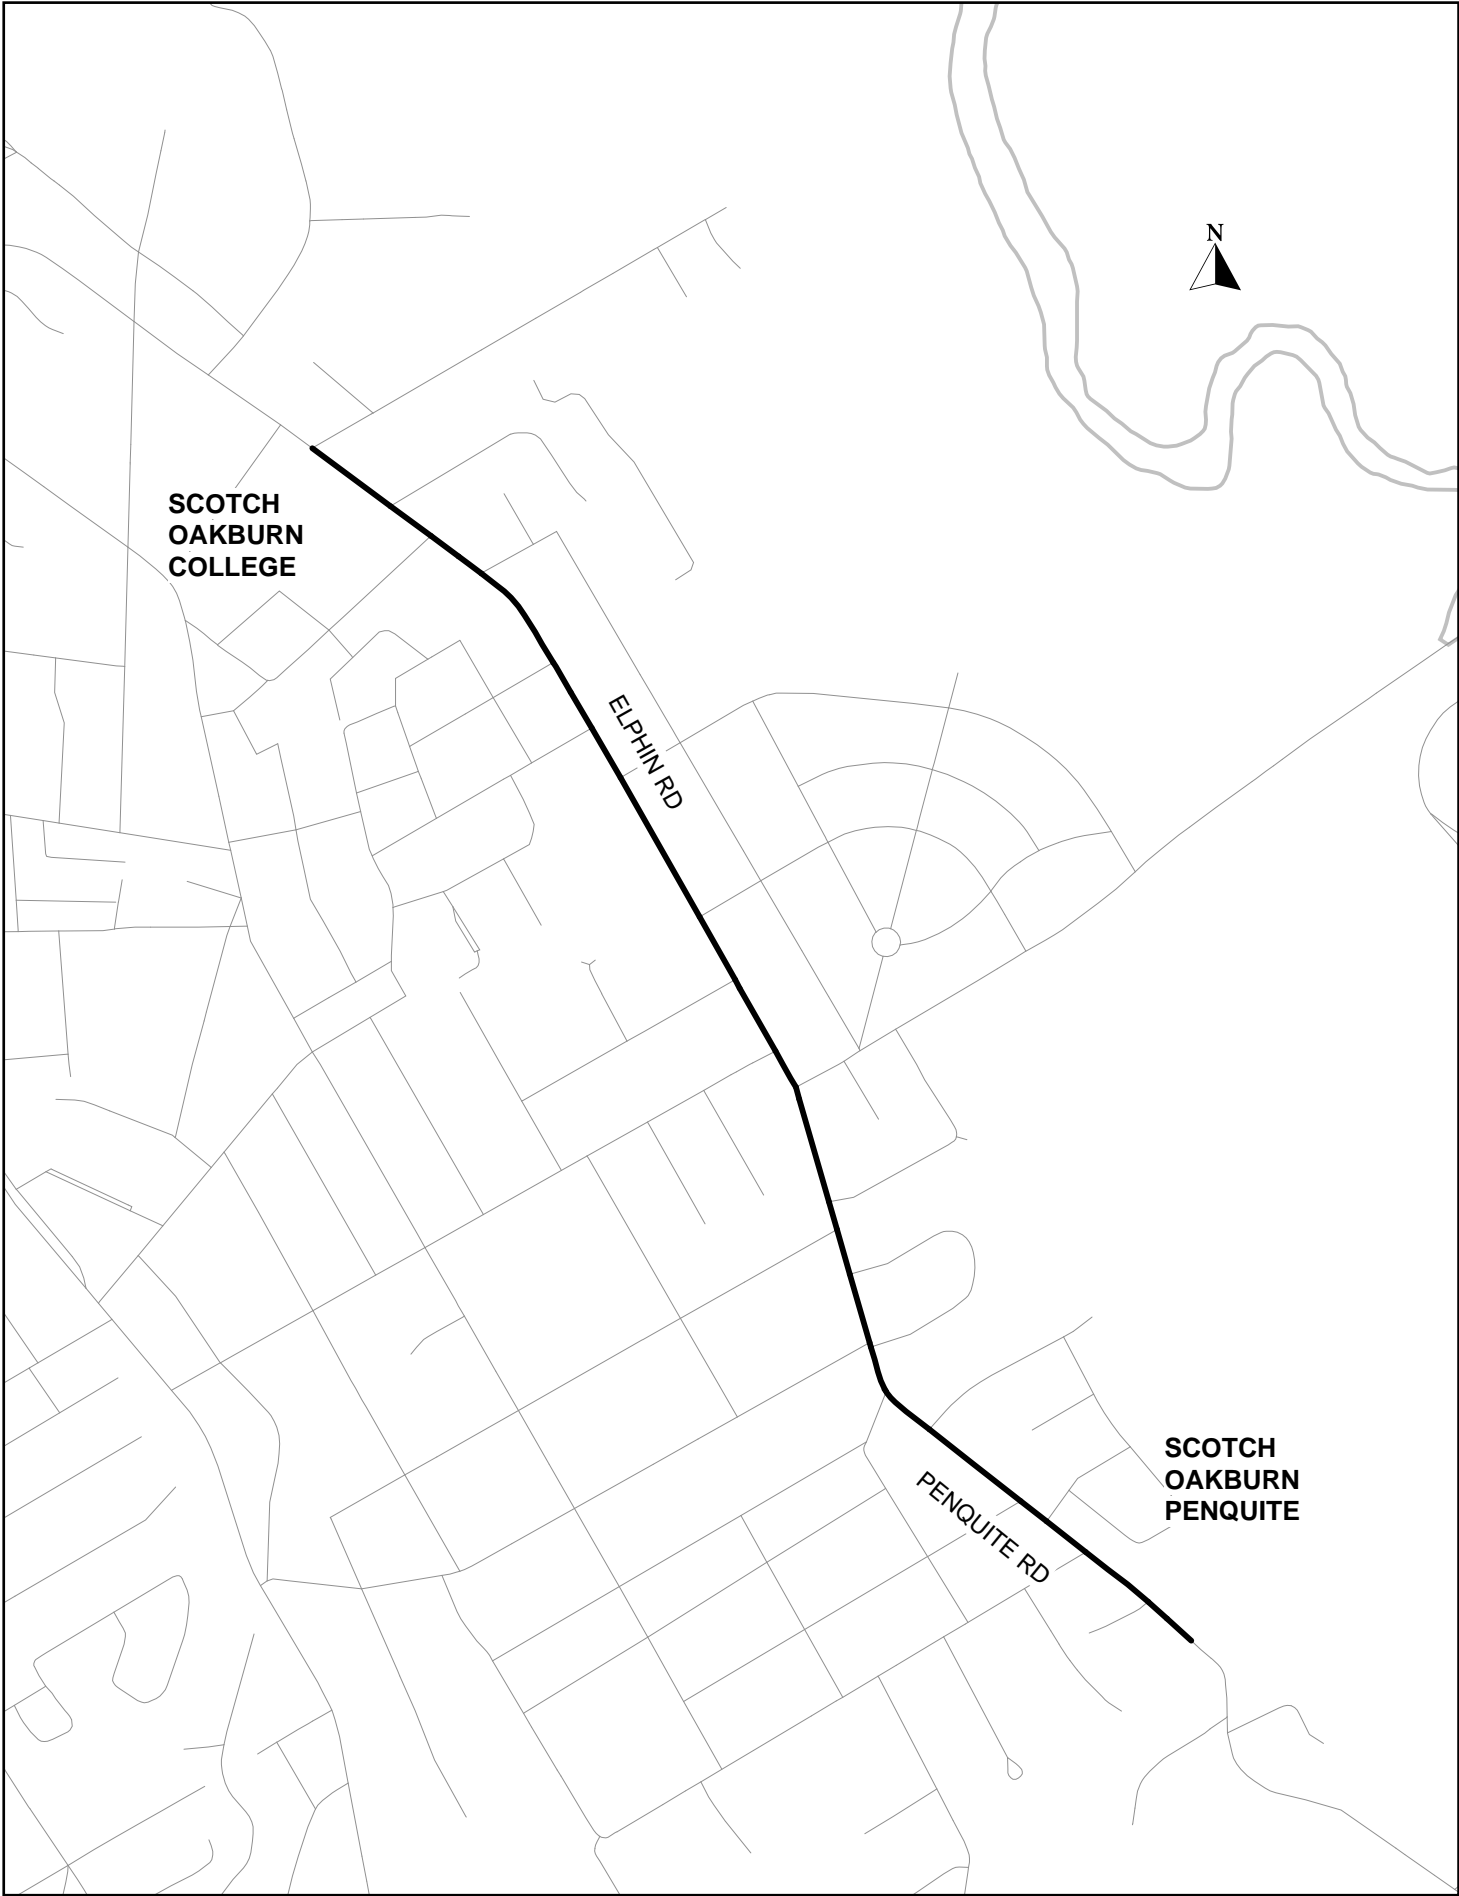 N
SCOTCH
OAKBURN
COLLEGE
ELPHIN RD
SCOTCH
OAKBURN
PENQUITE
PENQUITE RD